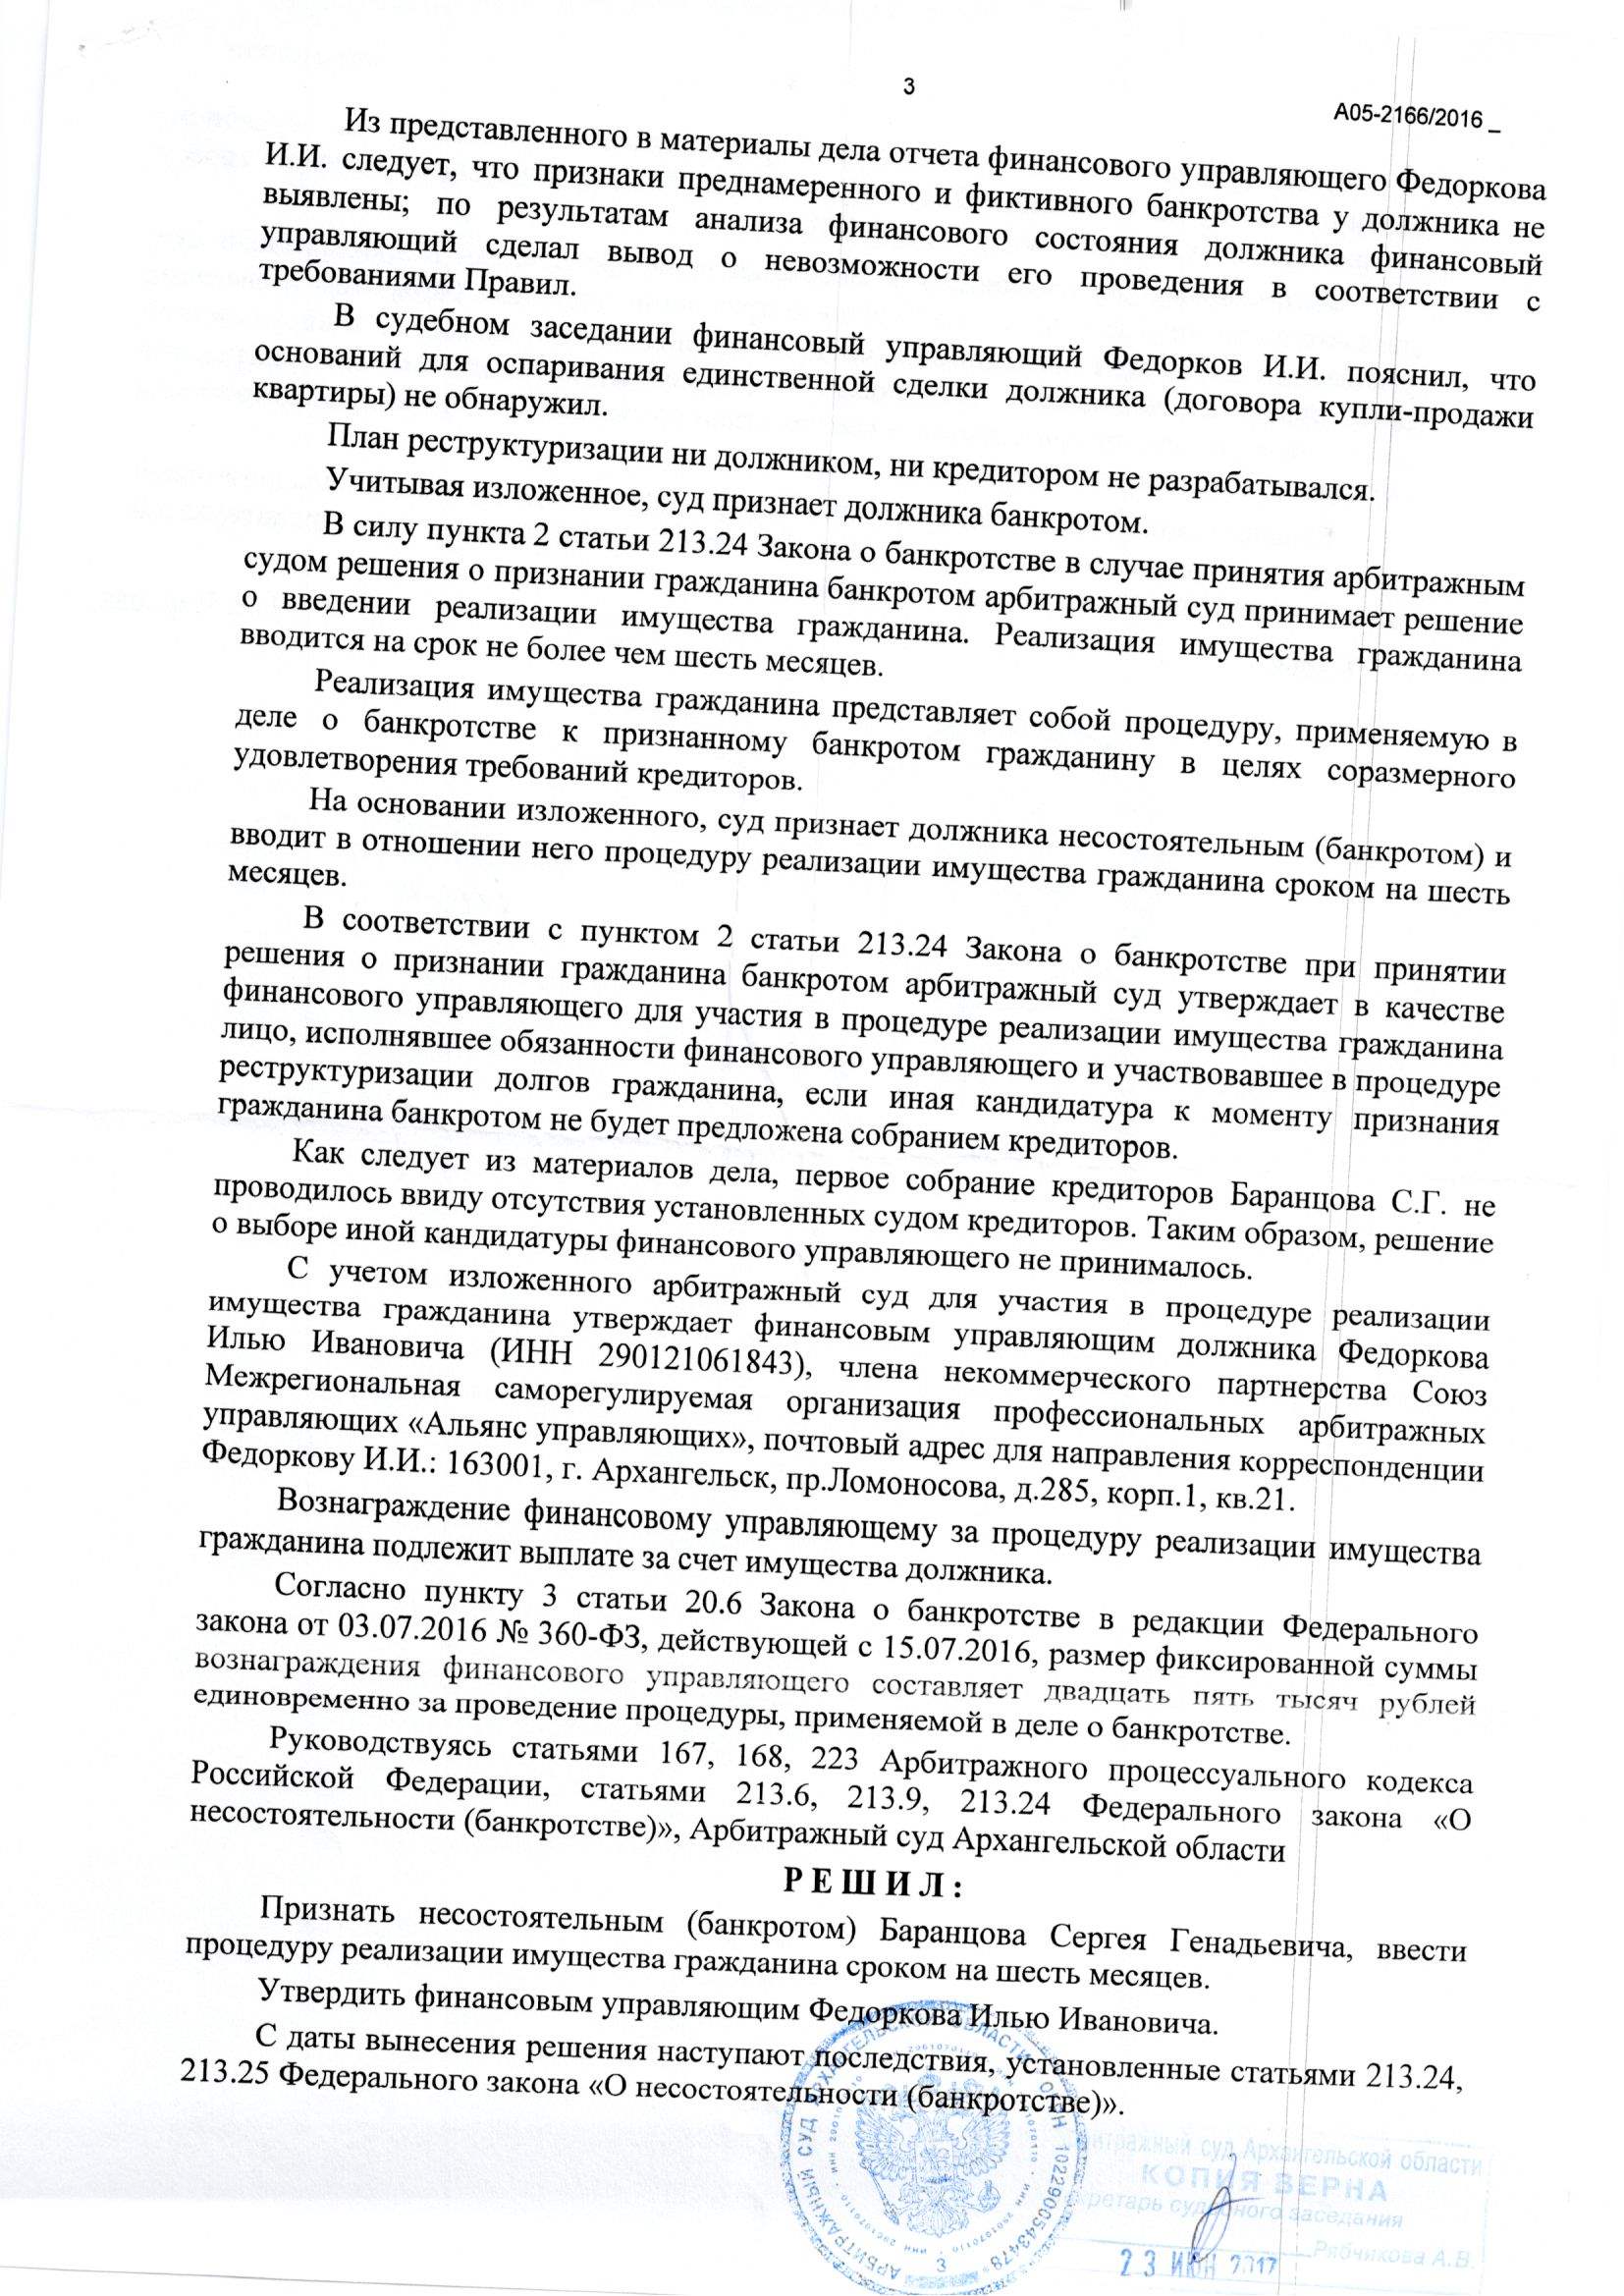 3
А05-2166/2016 _
Из представленного в материалы дела отчета финансового управляющего Федоркова
И.И. следует, что признаки преднамеренного и фиктивного банкротства у должника не
выявлены; по результатам анализа финансового состояния должника финансовый
управляющий сделал вывод о невозможности его проведения в соответствии с
требованиями Правил.
В судебном заседании финансовый управляющий Федорков И.И. пояснил, что
оснований для оспаривания единственной сделки должника (договора купли-продажи
квартиры) не обнаружил.
План реструктуризации ни должником, ни кредитором не разрабатывался.
Учитывая изложенное, суд признает должника банкротом.
В силу пункта 2 статьи 213.24 Закона о банкротстве в случае принятия арбитражным
судом решения о признании гражданина банкротом арбитражный суд принимает решение
о введении реализации имущества гражданина. Реализация имущества гражданина
вводится на срок не более чем шесть месяцев.
Реализация имущества гражданина представляет собой процедуру, применяемую в
деле о банкротстве к признанному банкротом гражданину в целях соразмерного
удовлетворения требований кредиторов.
На основании изложенного, суд признает должника несостоятельным (банкротом) и
вводит в отношении него процедуру реализации имущества гражданина сроком на шесть
месяцев.
В соответствии с пунктом 2 статьи 213.24 Закона о банкротстве при принятии
решения о признании гражданина банкротом арбитражный суд утверждает в качестве
финансового управляющего для участия в процедуре реализации имущества гражданина
лицо, исполнявшее обязанности финансового управляющего и участвовавшее в процедуре
реструктуризации долгов гражданина, если иная кандидатура к моменту признания
гражданина банкротом не будет предложена собранием кредиторов.
Как следует из материалов дела, первое собрание кредиторов Баранцова С.Г. не
проводилось ввиду отсутствия установленных судом кредиторов. Таким образом, решение
о выборе иной кандидатуры финансового управляющего не принималось.
С учетом изложенного арбитражный суд для участия в процедуре реализации
имущества гражданина утверждает финансовым управляющим должника Федоркова
Илью Ивановича (ИНН 290121061843), члена некоммерческого партнерства Союз
Межрегиональная саморегулируемая организация профессиональных арбитражных
управляющих «Альянс управляющих», почтовый адрес для направления корреспонденции
Федоркову И.И.: 163001, г. Архангельск, пр.Ломоносова, д.285, корп.1, кв.21.
Вознаграждение финансовому управляющему за процедуру реализации имущества
гражданина подлежит выплате за счет имущества должника.
Согласно пункту 3 статьи 20.6 Закона о банкротстве в редакции Федерального
закона от 03.07.2016 № 360-ФЗ, действующей с 15.07.2016, размер фиксированной суммы
вознаграждения финансового управляющего составляет двадцать пять тысяч рублей
единовременно за проведение процедуры, применяемой в деле о банкротстве.
Руководствуясь статьями 167, 168, 223 Арбитражного процессуального кодекса
Российской Федерации, статьями 213.6, 213.9, 213.24 Федерального закона «О
несостоятельности (банкротстве)», Арбитражный суд Архангельской области
Р Е Ш И Л :
Признать несостоятельным (банкротом) Баранцова Сергея Генадьевича, ввести
процедуру реализации имущества гражданина сроком на шесть месяцев.
Утвердить финансовым управляющим Федоркова Илью Ивановича.
С даты вынесения решения наступают последствия, установленные статьями 213.24,
213.25 Федерального закона «О несостоятельности (банкротстве)».
АРБИТРАЖНЫЙ СУД АРХАНГЕЛЬСКОЙ ОБЛАСТИ ОГРН 1022900543478
3
суд Архангельской области
КОПИЯ ВЕРНА
судебного заседания
Рябчикова А.В.
23 ИЮН 2017